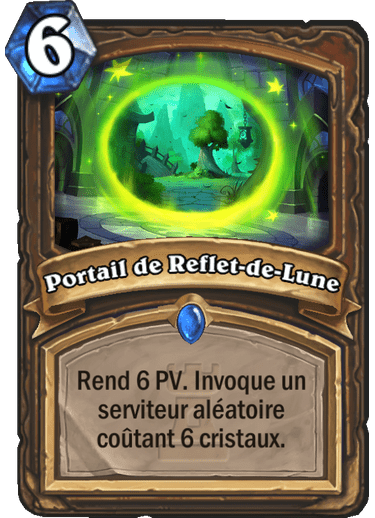 6
Portail de Reflet-de-Lune
Rend 6 PV. Invoque un
serviteur aléatoire
coûtant 6 cristaux.